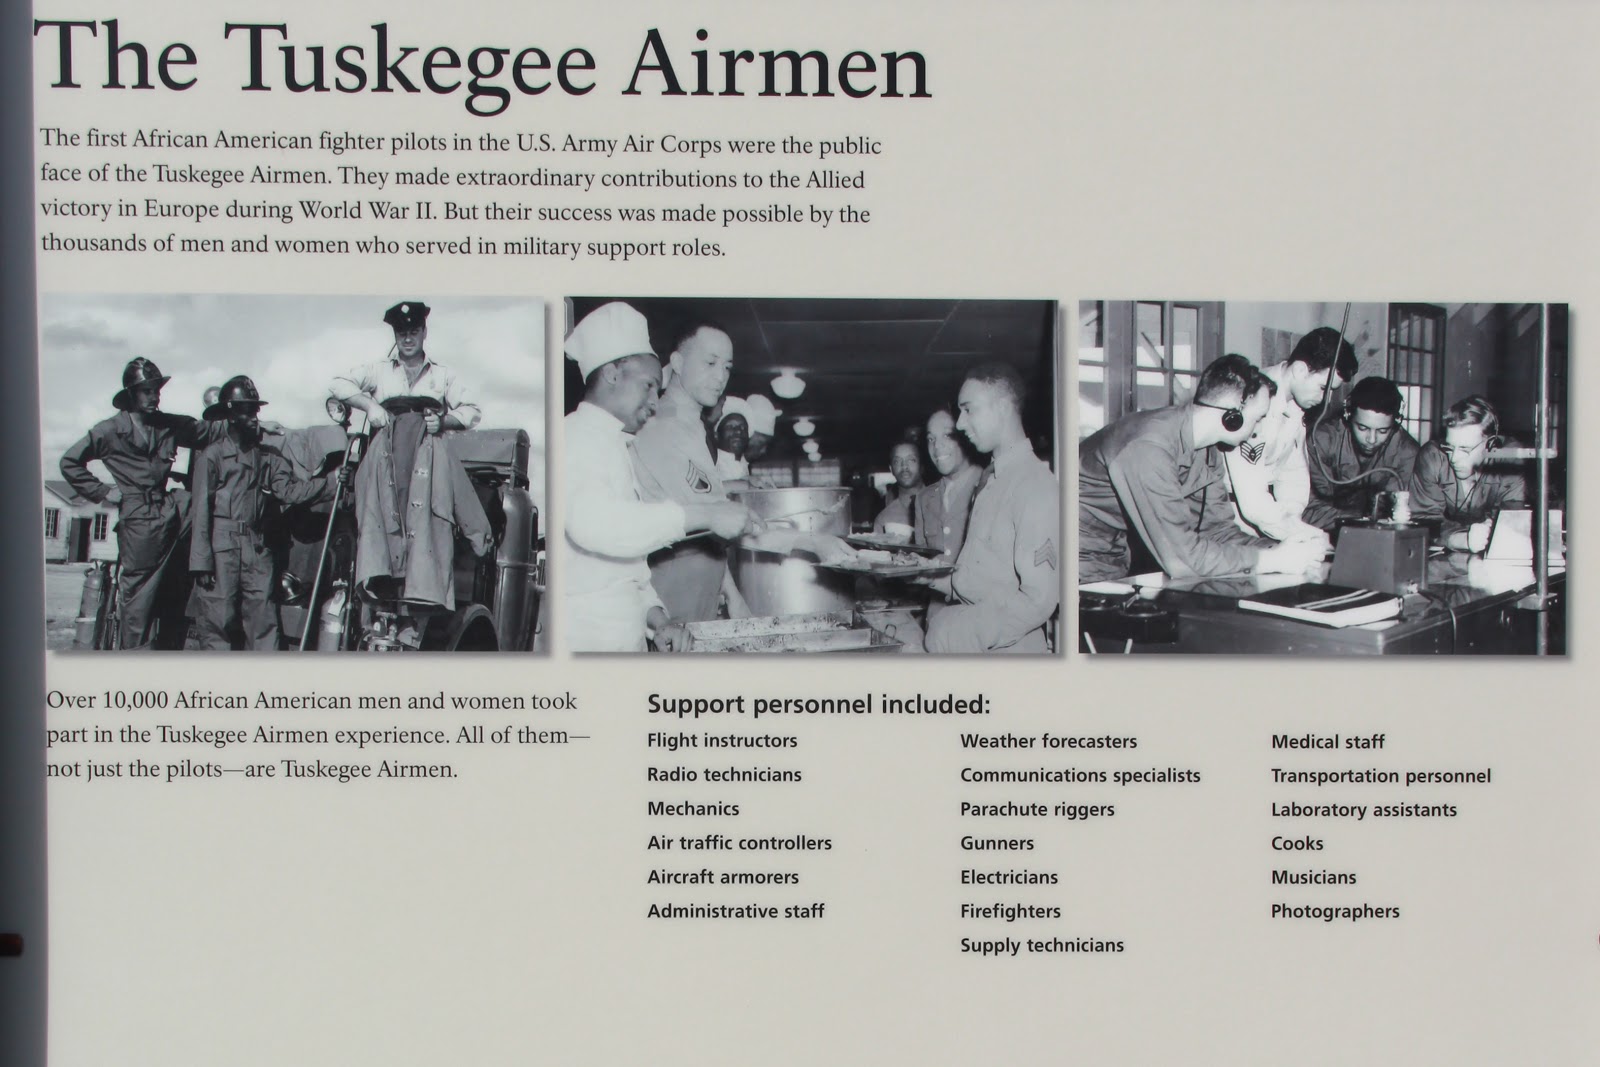 The Tuskegee Airmen
The first African American fighter pilots in the U.S. Army Air Corps were the public
face of the Tuskegee Airmen. They made extraordinary contributions to the Allied
victory in Europe during World War II. But their success was made possible by the
thousands of men and women who served in military support roles.
Over 10,000 African American men and women took
part in the Tuskegee Airmen experience. All of them—
not just the pilots—are Tuskegee Airmen.
Support personnel included:
Flight instructors
Radio technicians
Mechanics
Air traffic controllers
Aircraft armorers
Administrative staff
Weather forecasters
Communications specialists
Parachute riggers
Gunners
Electricians
Firefighters
Supply technicians
Medical staff
Transportation personnel
Laboratory assistants
Cooks
Musicians
Photographers